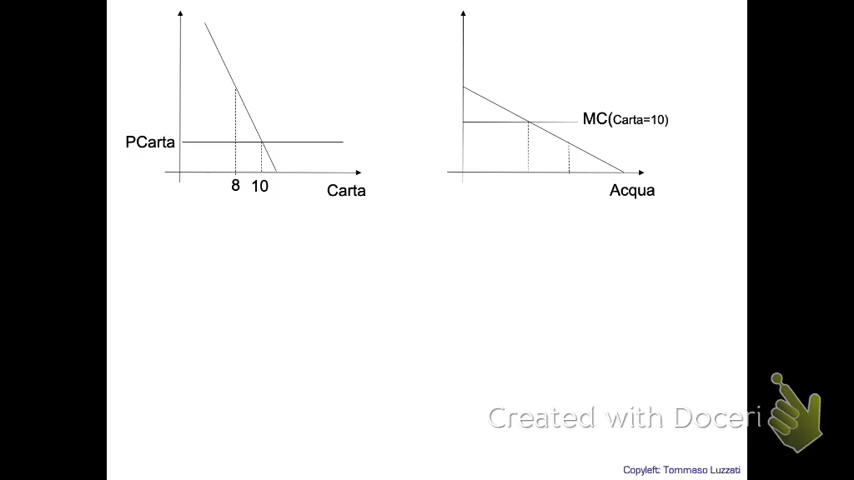 PCarta
8 10
Carta
MC(Carta=10)
Acqua
Created with Doceri
Copyleft: Tommaso Luzzati